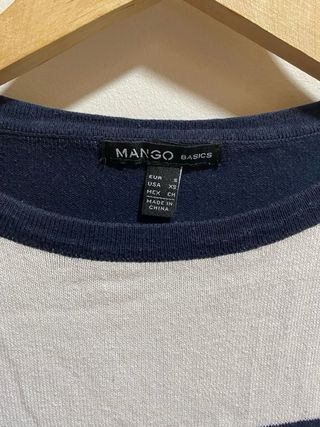 MANGO BASICS
EUR S
USA XS
MEX CH
MADE IN
CHINA